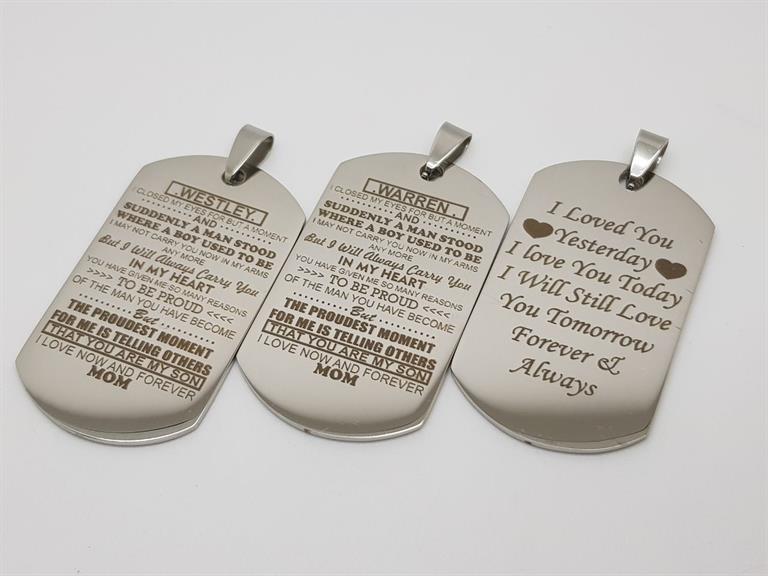 .WESTLEY.
I CLOSED MY EYES FOR BUT A MOMENT
AND
SUDDENLY A MAN STOOD
WHERE A BOY USED TO BE
I MAY NOT CARRY YOU NOW IN MY ARMS
ANY MORE
But I Will Always Carry You
IN MY HEART
YOU HAVE GIVEN ME SO MANY REASONS
>>>> TO BE PROUD <<<<
OF THE MAN YOU HAVE BECOME
But
THE PROUDEST MOMENT
FOR ME IS TELLING OTHERS
THAT YOU ARE MY SON
I LOVE NOW AND FOREVER
MOM
.WARREN.
I CLOSED MY EYES FOR BUT A MOMENT
AND
SUDDENLY A MAN STOOD
WHERE A BOY USED TO BE
I MAY NOT CARRY YOU NOW IN MY ARMS
ANY MORE
But I Will Always Carry You
IN MY HEART
YOU HAVE GIVEN ME SO MANY REASONS
>>>> TO BE PROUD <<<<
OF THE MAN YOU HAVE BECOME
But
THE PROUDEST MOMENT
FOR ME IS TELLING OTHERS
THAT YOU ARE MY SON
I LOVE NOW AND FOREVER
MOM
I Loved You
Yesterday
I love You Today
I Will Still Love
You Tomorrow
Forever &
Always